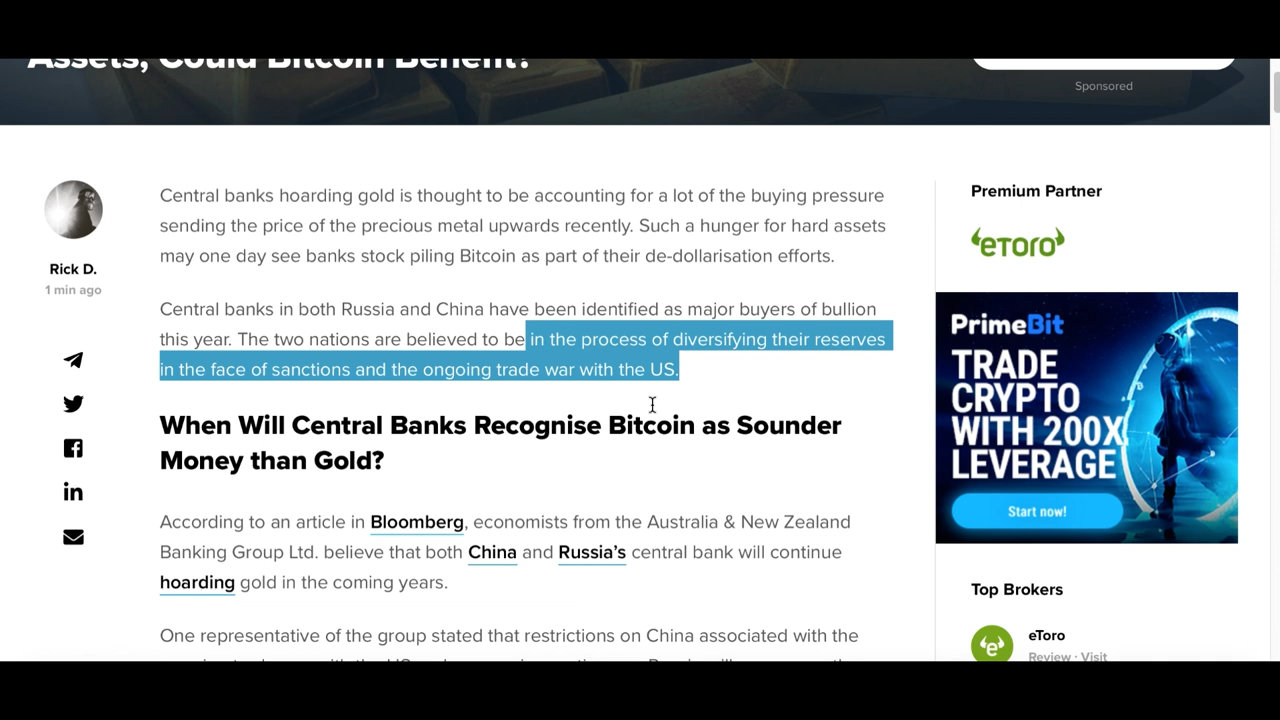 Assets, Could Bitcoin Benefit?
Sponsored
Rick D.
1 min ago
Central banks hoarding gold is thought to be accounting for a lot of the buying pressure
sending the price of the precious metal upwards recently. Such a hunger for hard assets
may one day see banks stock piling Bitcoin as part of their de-dollarisation efforts.
Central banks in both Russia and China have been identified as major buyers of bullion
this year. The two nations are believed to be in the process of diversifying their reserves
in the face of sanctions and the ongoing trade war with the US.
When Will Central Banks Recognise Bitcoin as Sounder
Money than Gold?
According to an article in Bloomberg, economists from the Australia & New Zealand
Banking Group Ltd. believe that both China and Russia's central bank will continue
hoarding gold in the coming years.
One representative of the group stated that restrictions on China associated with the
Premium Partner
eToro
PrimeBit
TRADE
CRYPTO
WITH 200X
LEVERAGE
Start now!
Top Brokers
eToro
Review · Visit